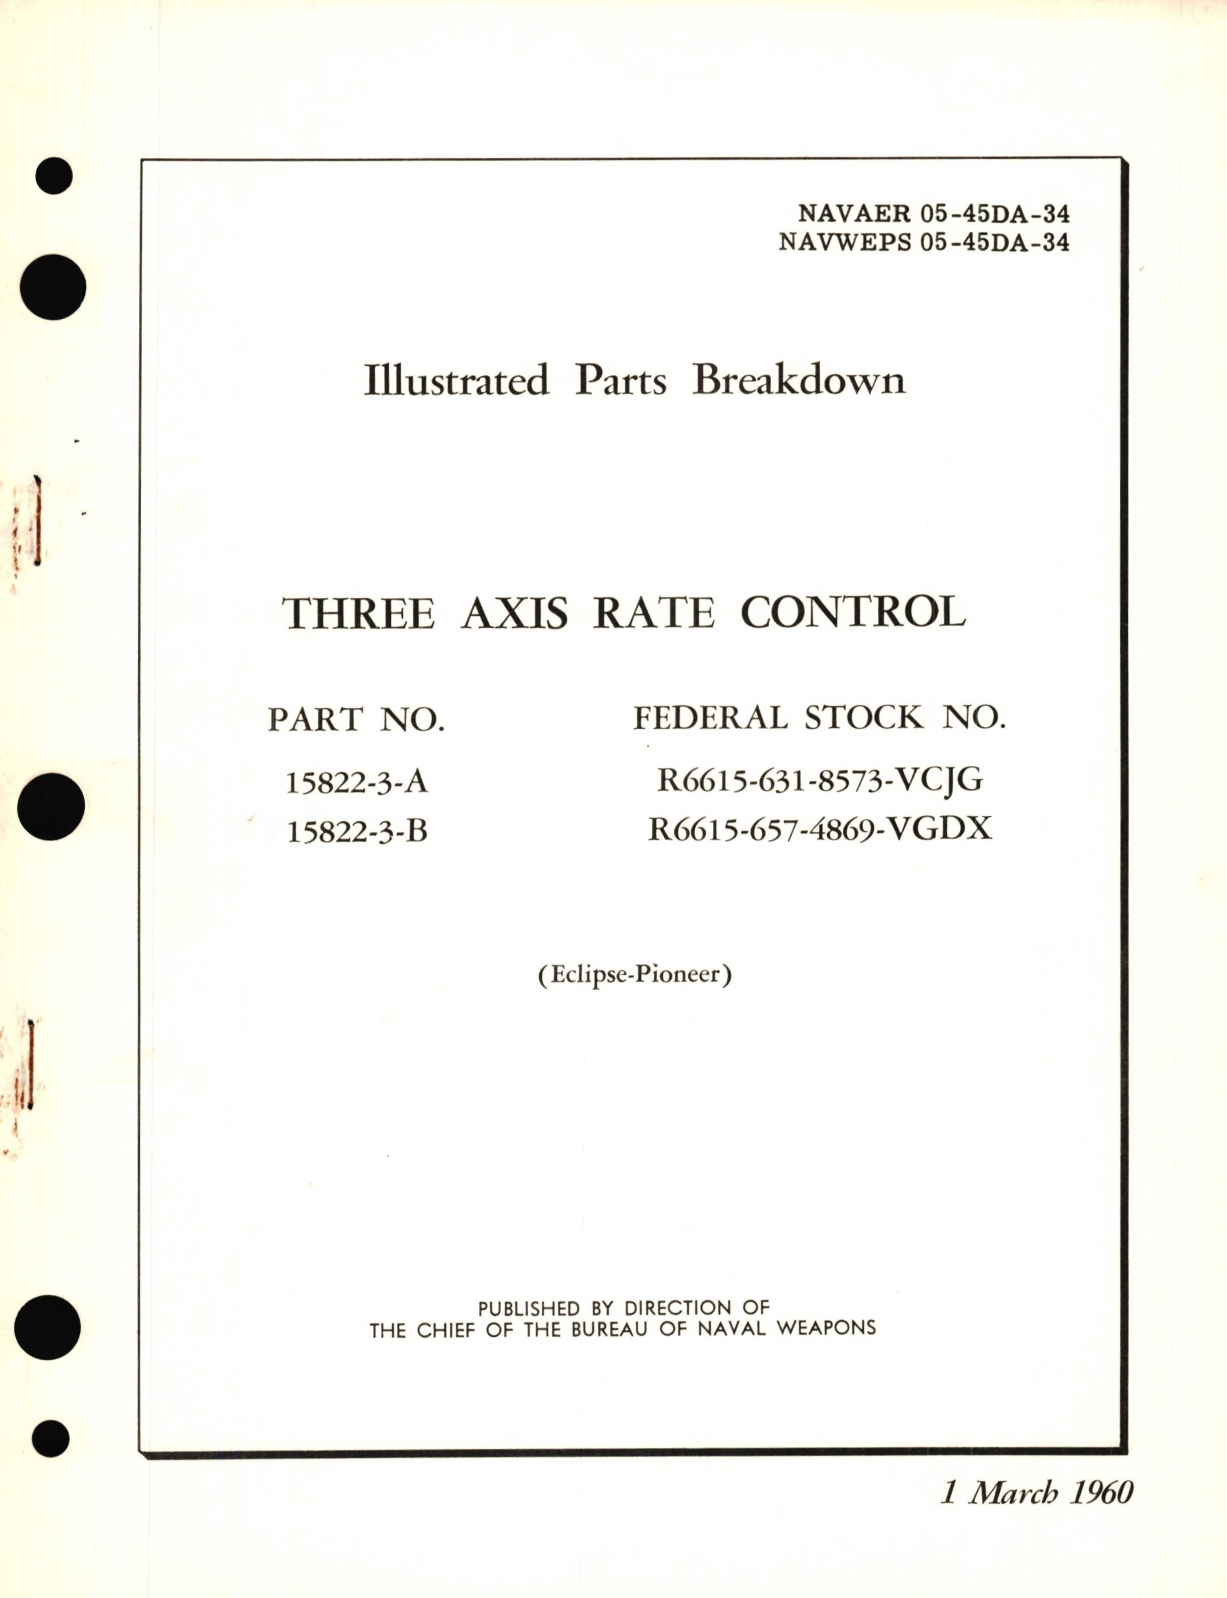 NAVAER 05-45DA-34
NAVWEPS 05-45DA-34
Illustrated Parts Breakdown
THREE AXIS RATE CONTROL
PART NO. FEDERAL STOCK NO.
15822-3-A R6615-631-8573-VCJG
15822-3-B R6615-657-4869-VGDX
(Eclipse-Pioneer)
PUBLISHED BY DIRECTION OF
THE CHIEF OF THE BUREAU OF NAVAL WEAPONS
1 March 1960